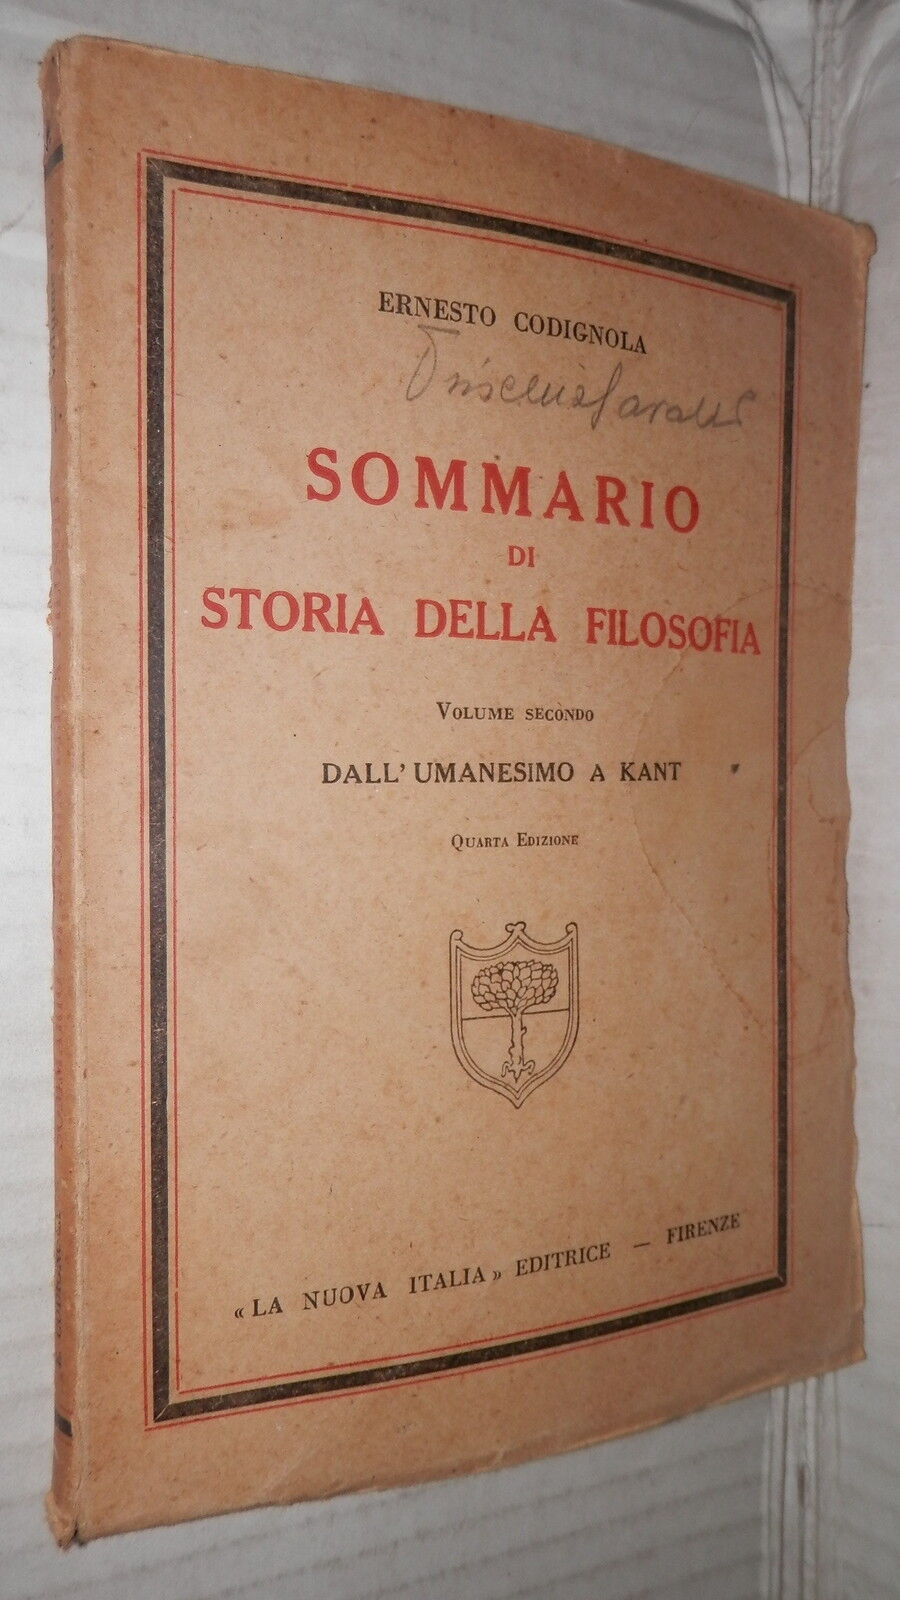 ERNESTO CODIGNOLA
SOMMARIO
DI
STORIA DELLA FILOSOFIA
VOLUME SECONDO
DALL' UMANESIMO A KANT
QUARTA EDIZIONE
« LA NUOVA ITALIA » EDITRICE — FIRENZE